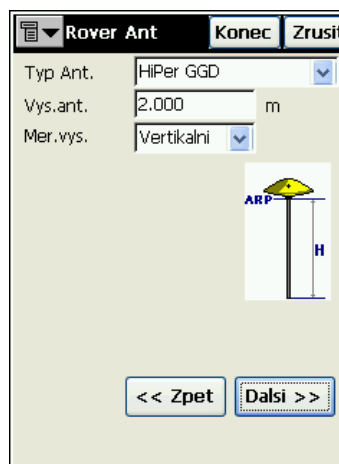 Rover Ant Konec Zrusit
Typ Ant. HiPer GGD
Vys.ant. 2.000 m
Mer.vys. Vertikalni
ARP
H
<< Zpet Dalsi >>